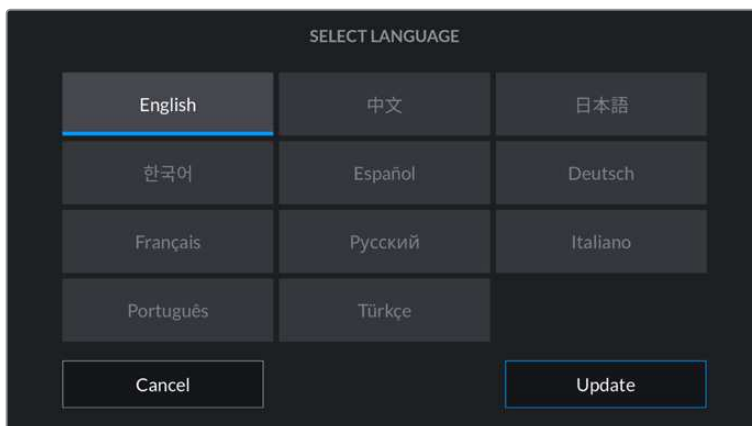 SELECT LANGUAGE
English 中文 日本語
한국어 Español Deutsch
Français Русский Italiano
Português Türkçe
Cancel Update